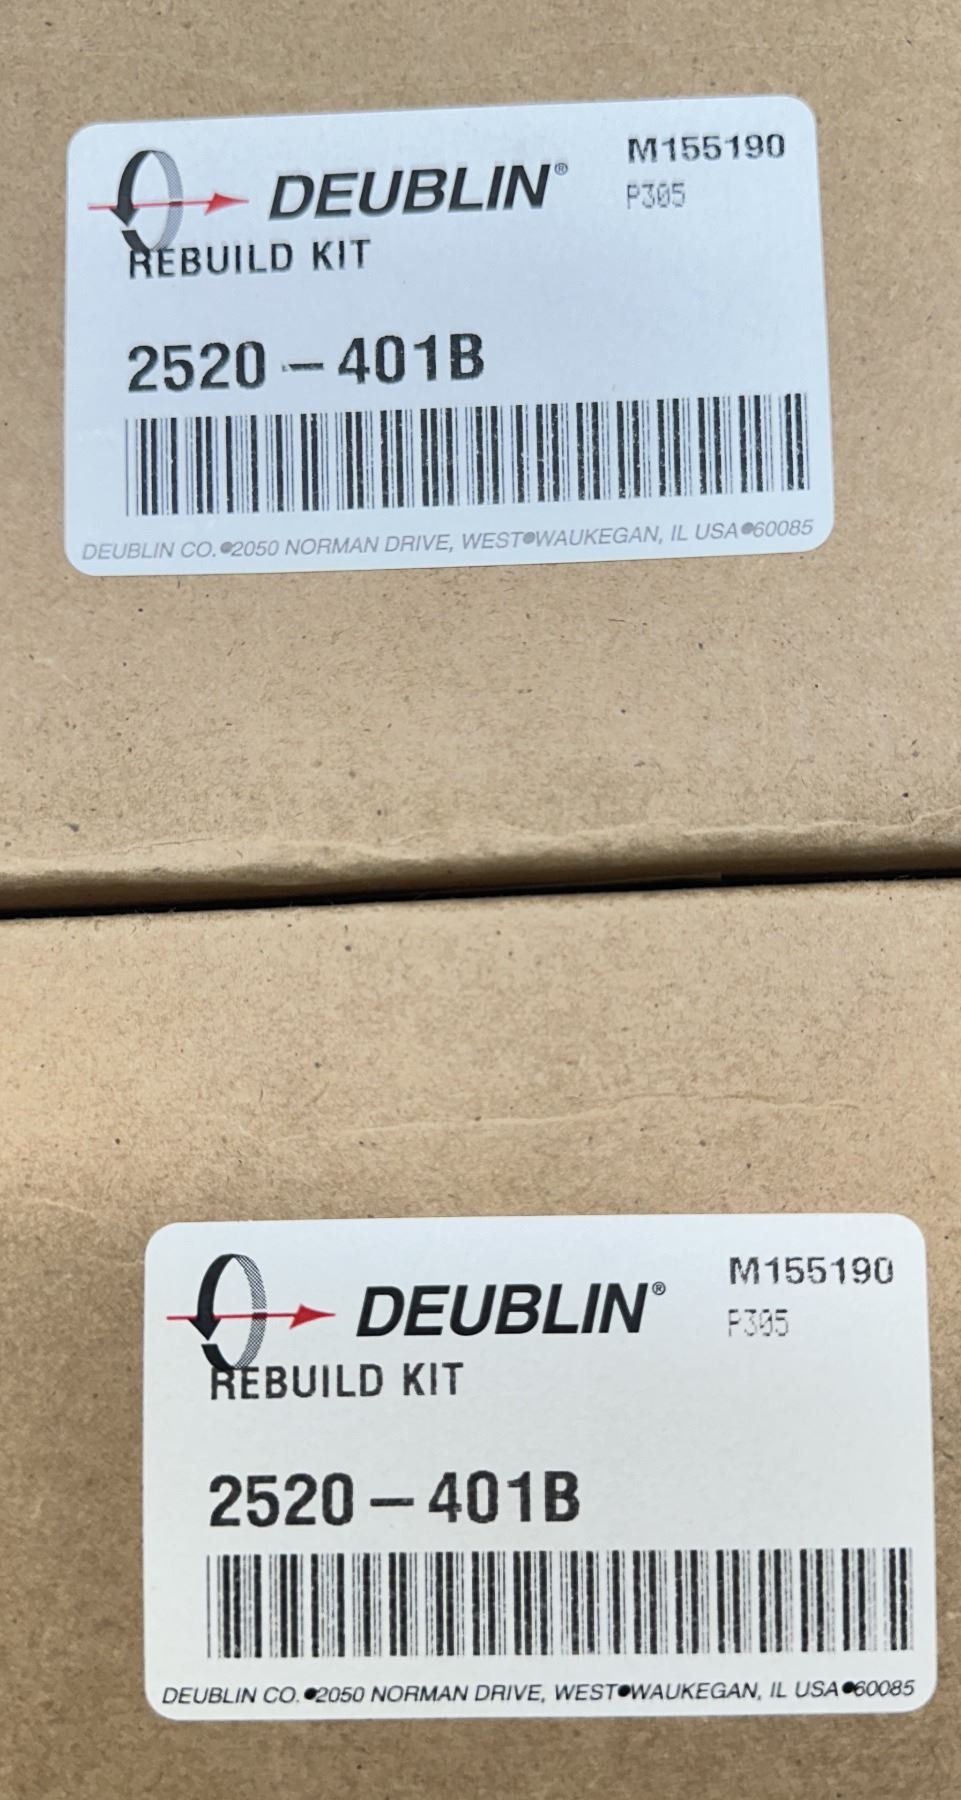 DEUBLIN®
M155190
P305
REBUILD KIT
2520-401B
DEUBLIN CO.●2050 NORMAN DRIVE, WEST●WAUKEGAN, IL USA●60085
DEUBLIN®
M155190
P305
REBUILD KIT
2520-401B
DEUBLIN CO.●2050 NORMAN DRIVE, WEST●WAUKEGAN, IL USA●60085